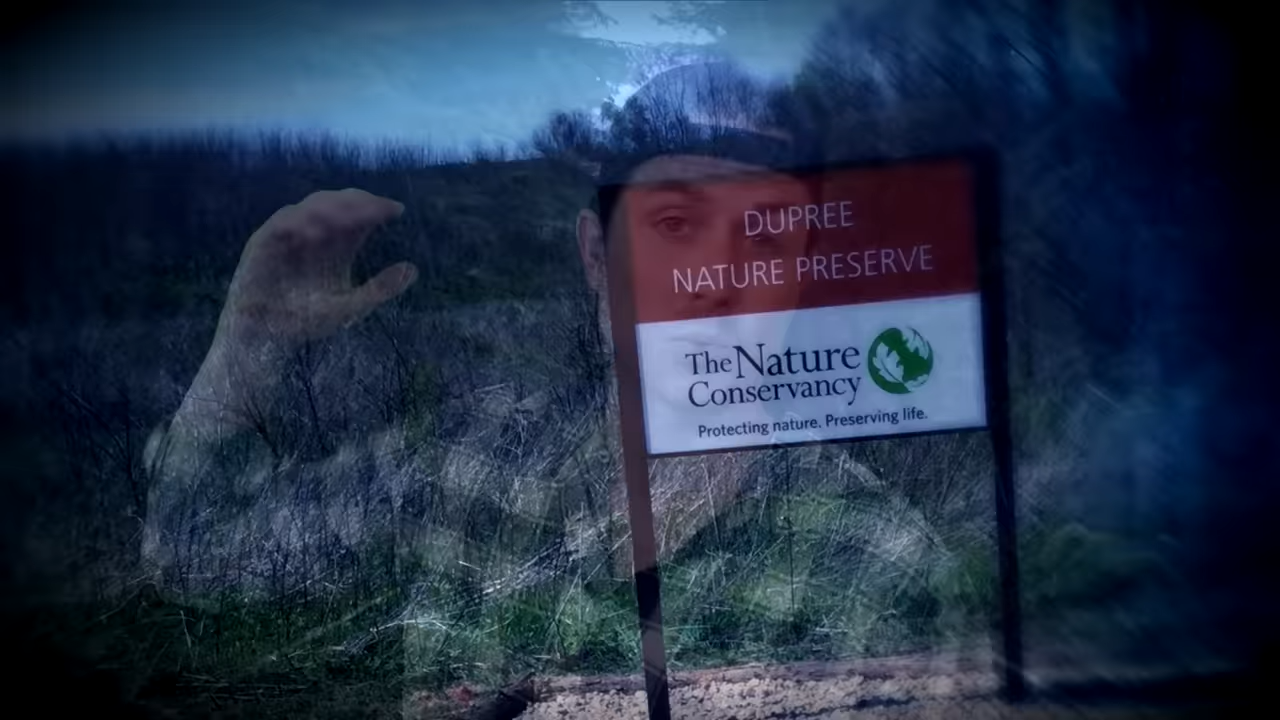 DUPREE
NATURE PRESERVE
The Nature
Conservancy
Protecting nature. Preserving life.